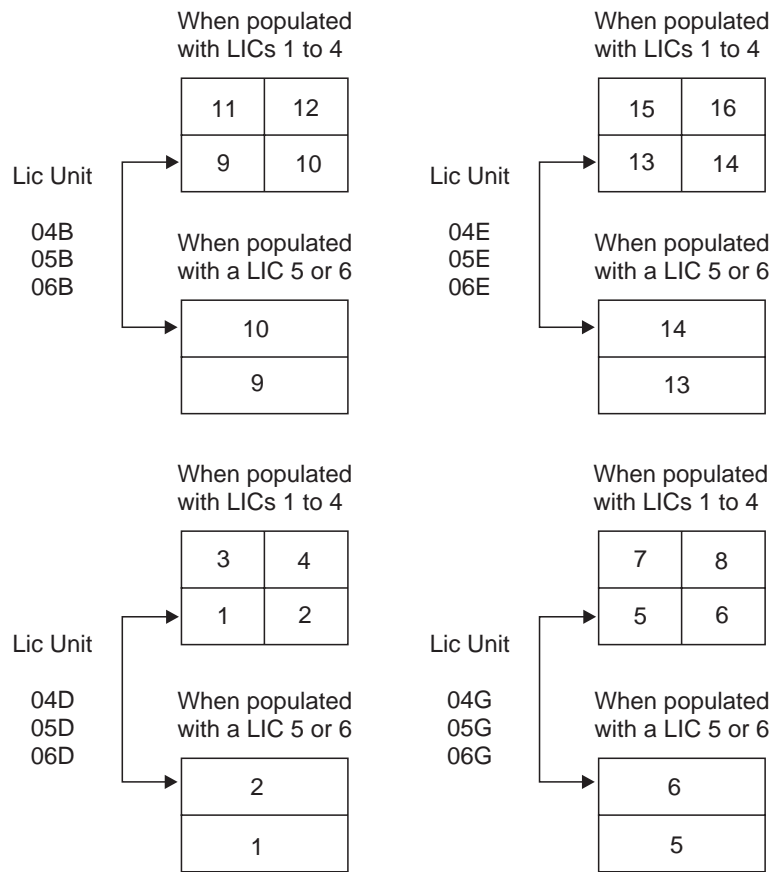 When populated
with LICs 1 to 4
11 12
9 10
Lic Unit
04B
05B
06B
When populated
with a LIC 5 or 6
10
9
When populated
with LICs 1 to 4
15 16
13 14
Lic Unit
04E
05E
06E
When populated
with a LIC 5 or 6
14
13
When populated
with LICs 1 to 4
3 4
1 2
Lic Unit
04D
05D
06D
When populated
with a LIC 5 or 6
2
1
When populated
with LICs 1 to 4
7 8
5 6
Lic Unit
04G
05G
06G
When populated
with a LIC 5 or 6
6
5